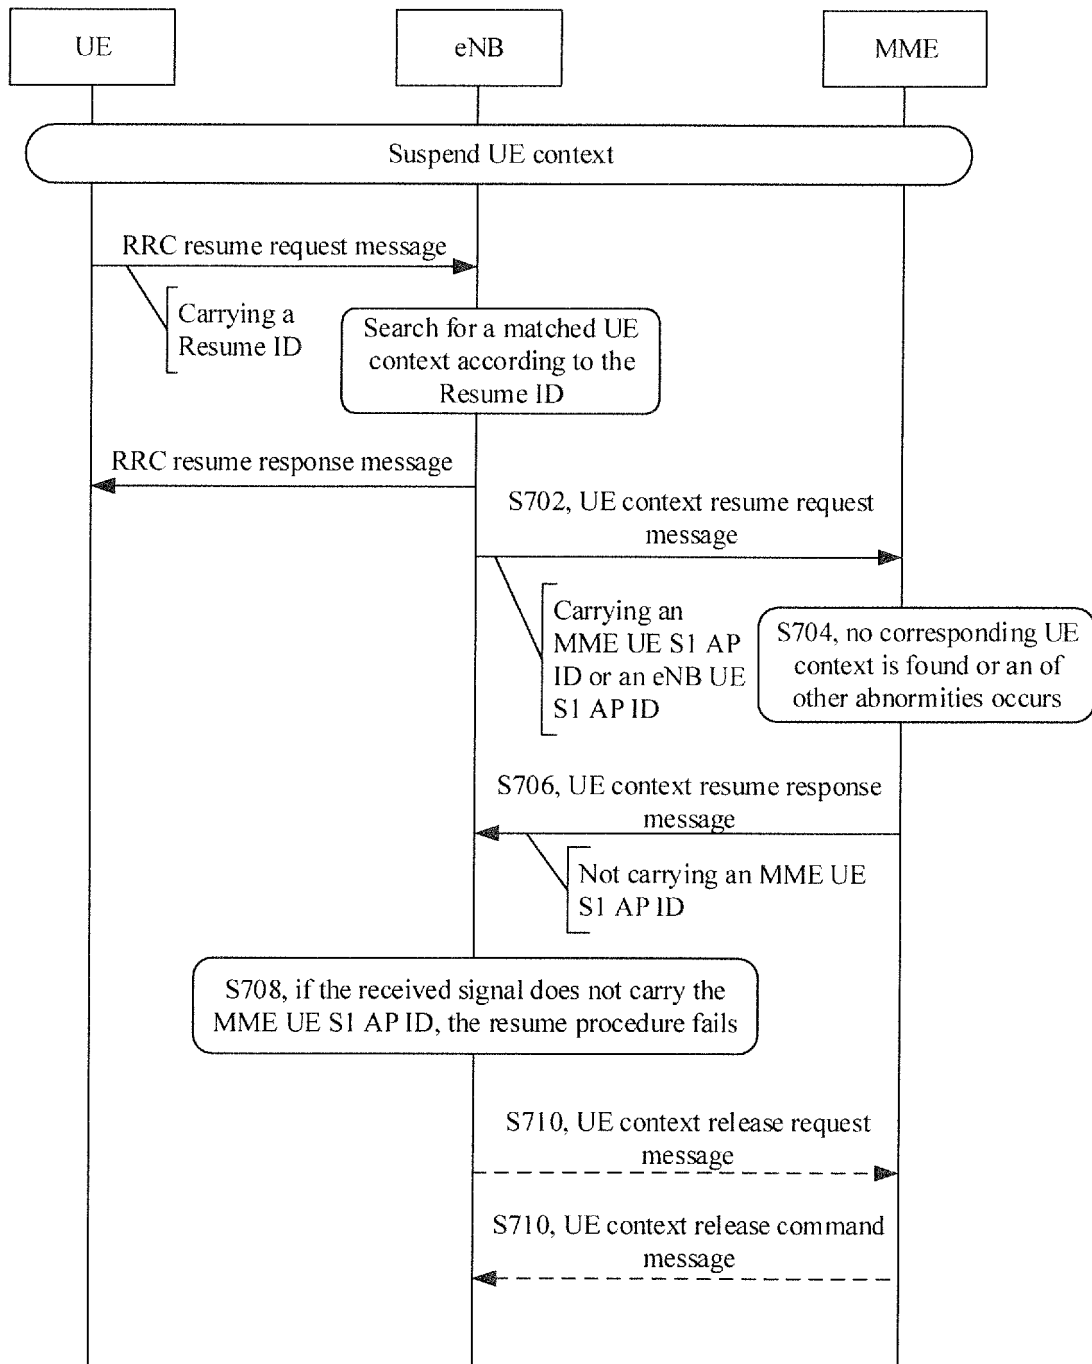 UE
eNB
MME
Suspend UE context
RRC resume request message
Carrying a
Resume ID
Search for a matched UE
context according to the
Resume ID
RRC resume response message
S702, UE context resume request
message
Carrying an
MME UE S1 AP
ID or an eNB UE
S1 AP ID
S704, no corresponding UE
context is found or an of
other abnormities occurs
S706, UE context resume response
message
Not carrying an MME UE
S1 AP ID
S708, if the received signal does not carry the
MME UE S1 AP ID, the resume procedure fails
S710, UE context release request
message
S710, UE context release command
message